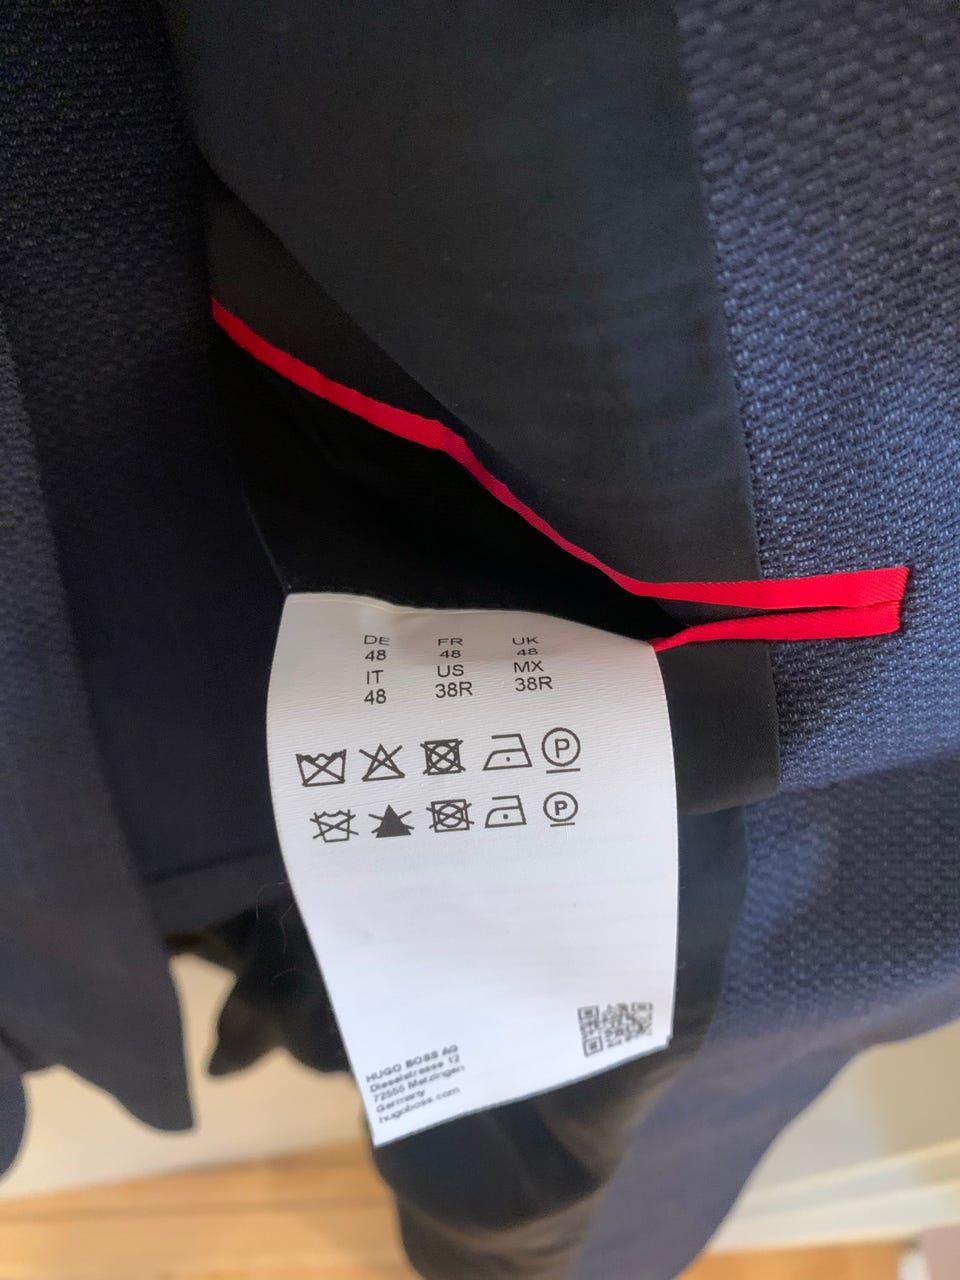 DE FR UK
48 48 48
IT US MX
48 38R 38R
P
P
HUGO BOSS AG
Dieselstrasse 12
72555 Metzingen
Germany
hugoboss.com